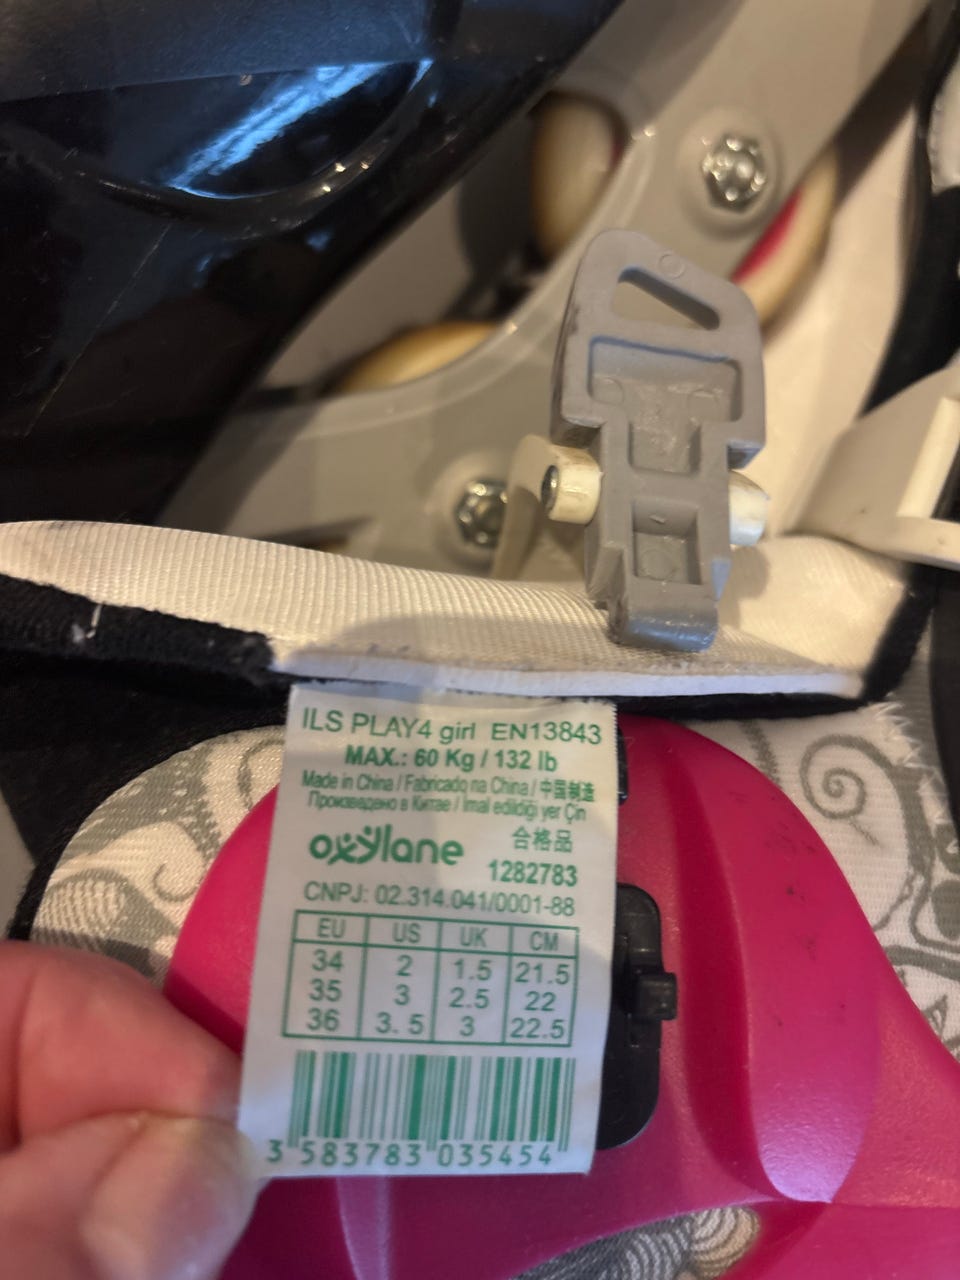 ILS PLAY4 girl EN13843
MAX.: 60 Kg / 132 lb
Made in China / Fabricado na China / 中国制造
Произведено в Китае / İmal edildiği yer Çin
合格品
oxylane
1282783
CNPJ: 02.314.041/0001-88
EU US UK CM
34 2 1.5 21.5
35 3 2.5 22
36 3.5 3 22.5
3 583783 035454